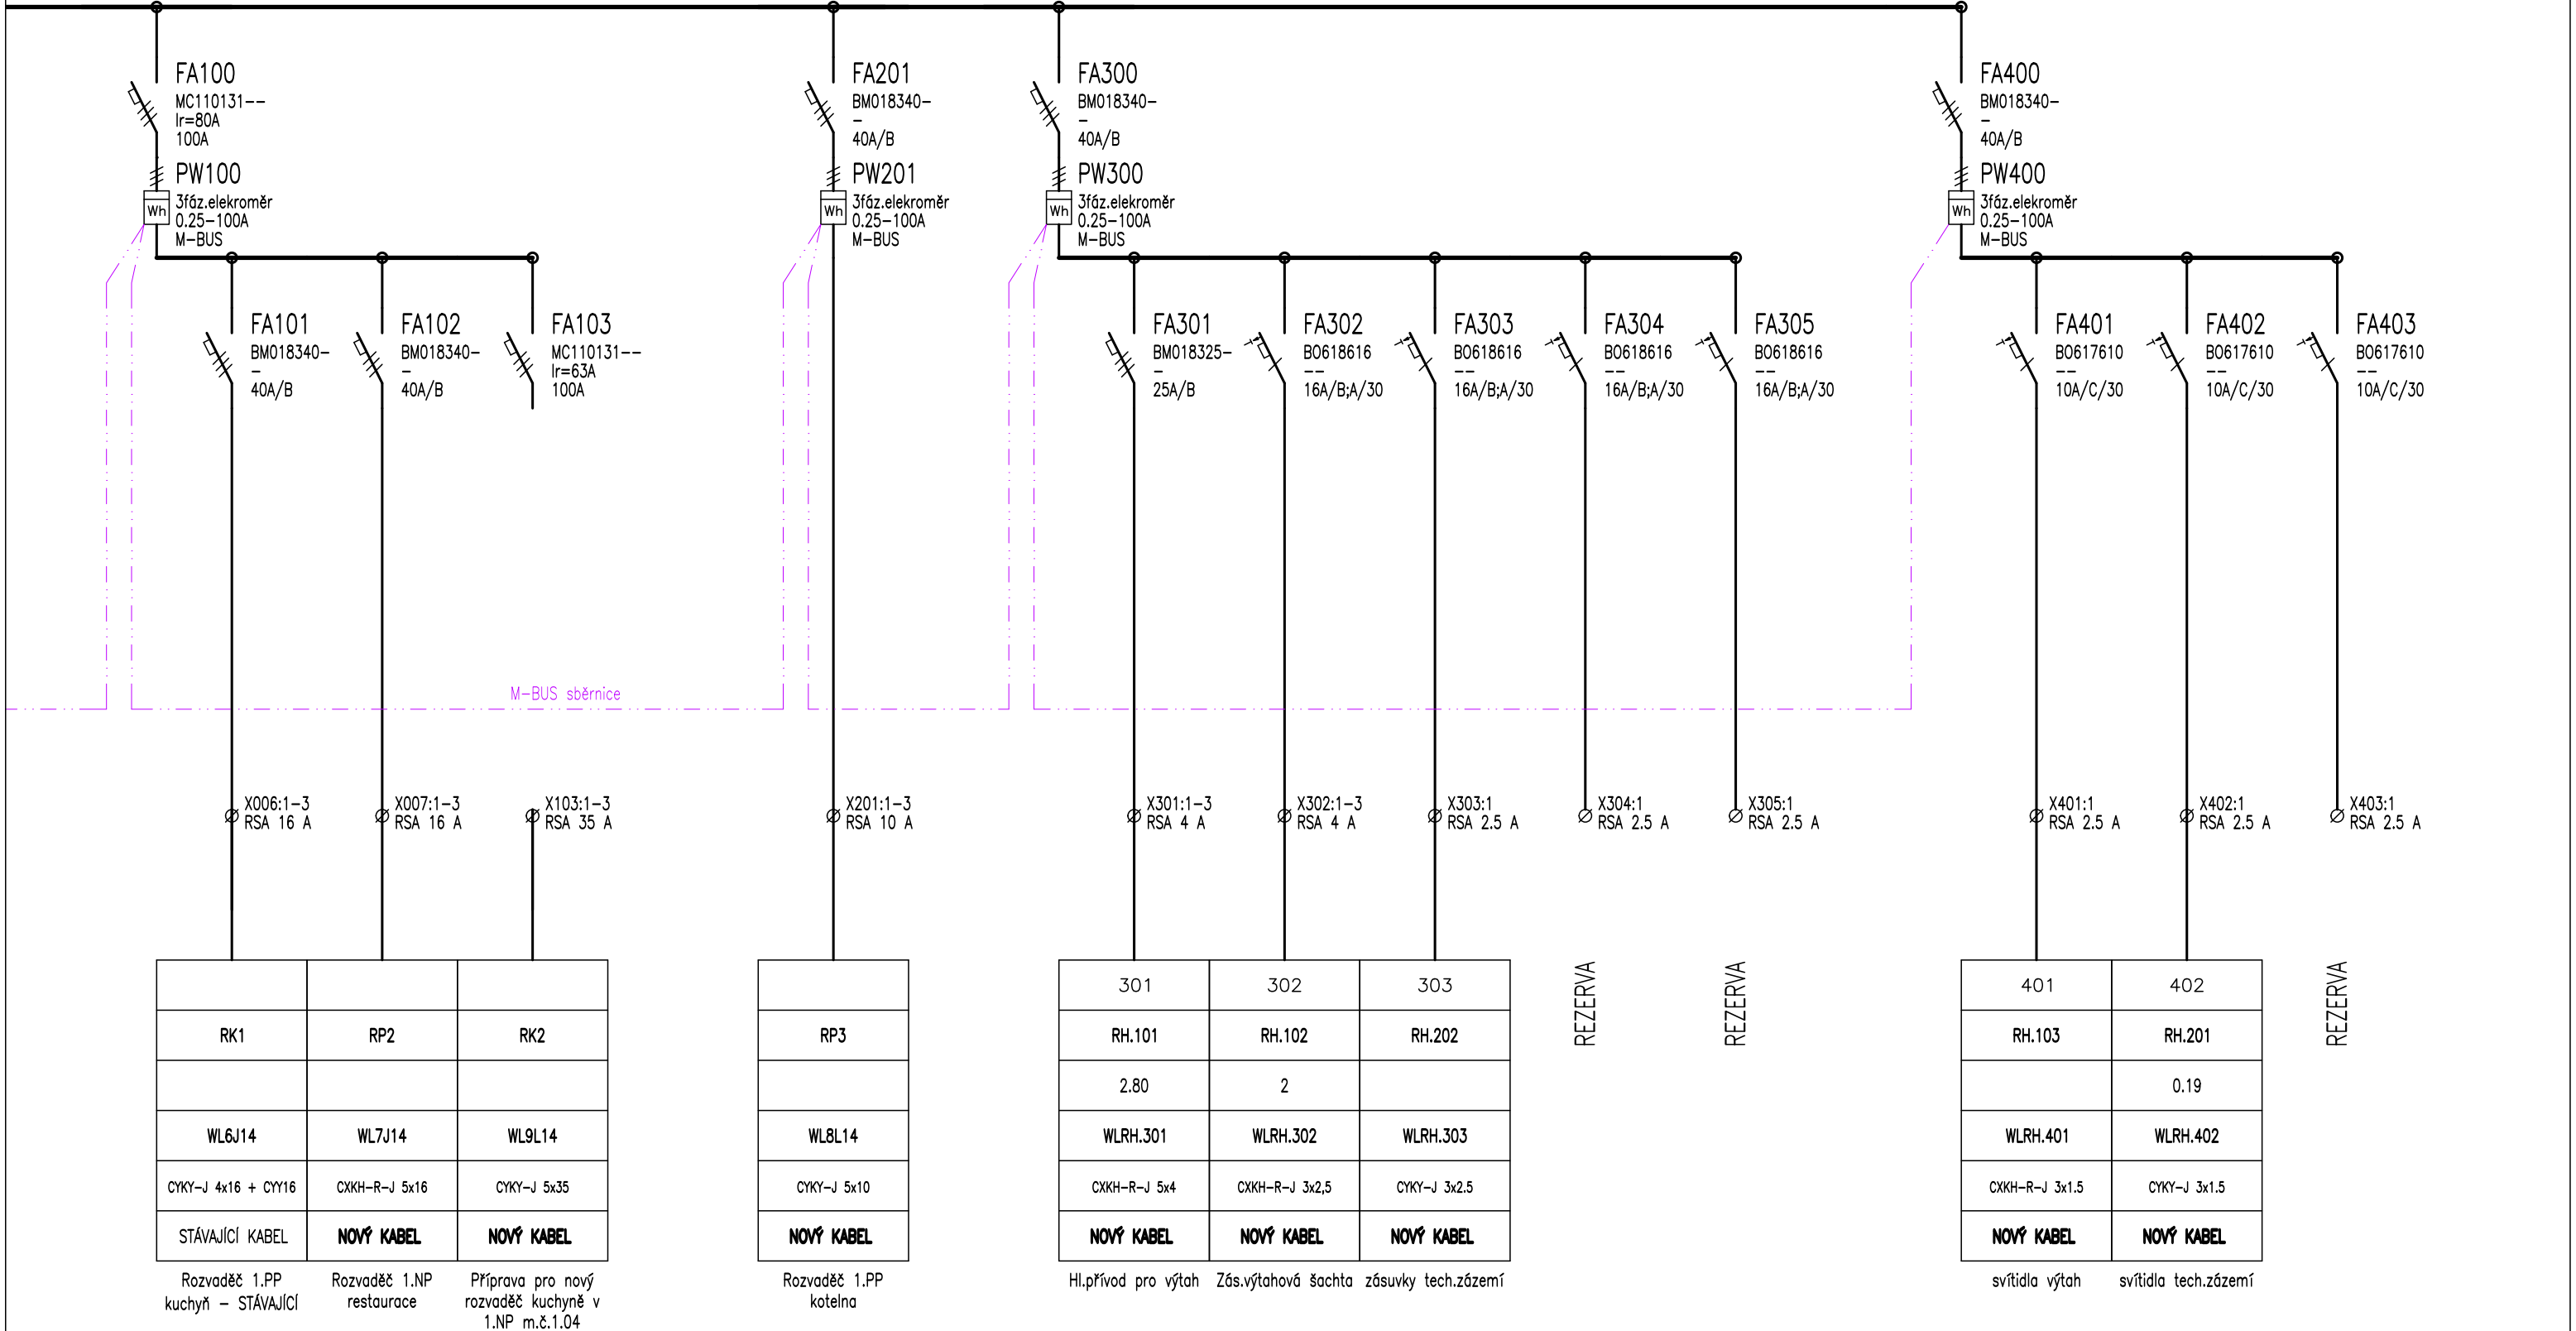 FA100
MC110131--
Ir=80A
100A
PW100
Wh
3fáz.elekroměr
0.25-100A
M-BUS
FA201
BM018340-
-
40A/B
PW201
Wh
3fáz.elekroměr
0.25-100A
M-BUS
FA300
BM018340-
-
40A/B
PW300
Wh
3fáz.elekroměr
0.25-100A
M-BUS
FA400
BM018340-
-
40A/B
PW400
Wh
3fáz.elekroměr
0.25-100A
M-BUS
FA101
BM018340-
-
40A/B
FA102
BM018340-
-
40A/B
FA103
MC110131--
Ir=63A
100A
FA301
BM018325-
-
25A/B
FA302
BO618616
--
16A/B;A/30
FA303
BO618616
--
16A/B;A/30
FA304
BO618616
--
16A/B;A/30
FA305
BO618616
--
16A/B;A/30
FA401
BO617610
--
10A/C/30
FA402
BO617610
--
10A/C/30
FA403
BO617610
--
10A/C/30
M-BUS sběrnice
X006:1-3
RSA 16 A
X007:1-3
RSA 16 A
X103:1-3
RSA 35 A
X201:1-3
RSA 10 A
X301:1-3
RSA 4 A
X302:1-3
RSA 4 A
X303:1
RSA 2.5 A
X304:1
RSA 2.5 A
X305:1
RSA 2.5 A
X401:1
RSA 2.5 A
X402:1
RSA 2.5 A
X403:1
RSA 2.5 A
RK1
WL6J14
CYKY-J 4x16 + CYY16
STÁVAJÍCÍ KABEL
Rozvaděč 1.PP
kuchyň - STÁVAJÍCÍ
RP2
WL7J14
CXKH-R-J 5x16
NOVÝ KABEL
Rozvaděč 1.NP
restaurace
RK2
WL9L14
CYKY-J 5x35
NOVÝ KABEL
Příprava pro nový
rozvaděč kuchyně v
1.NP m.č.1.04
RP3
WL8L14
CYKY-J 5x10
NOVÝ KABEL
Rozvaděč 1.PP
kotelna
301
RH.101
2.80
WLRH.301
CXKH-R-J 5x4
NOVÝ KABEL
Hl.přívod pro výtah
302
RH.102
2
WLRH.302
CXKH-R-J 3x2,5
NOVÝ KABEL
Zás.výtahová šachta
303
RH.202
WLRH.303
CYKY-J 3x2.5
NOVÝ KABEL
zásuvky tech.zázemí
REZERVA
REZERVA
401
RH.103
WLRH.401
CXKH-R-J 3x1.5
NOVÝ KABEL
svítidla výtah
402
RH.201
0.19
WLRH.402
CYKY-J 3x1.5
NOVÝ KABEL
svítidla tech.zázemí
REZERVA